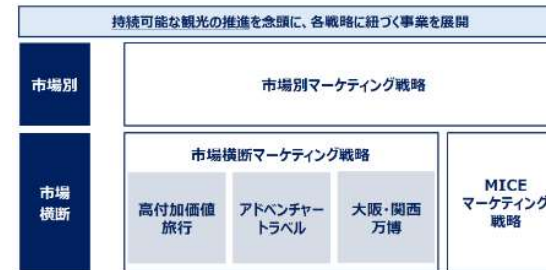 持続可能な観光の推進を念頭に、各戦略に紐づく事業を展開
市場別
市場別マーケティング戦略
市場
横断
市場横断マーケティング戦略
高付加価値
旅行
アドベンチャー
トラベル
大阪・関西
万博
MICE
マーケティング
戦略